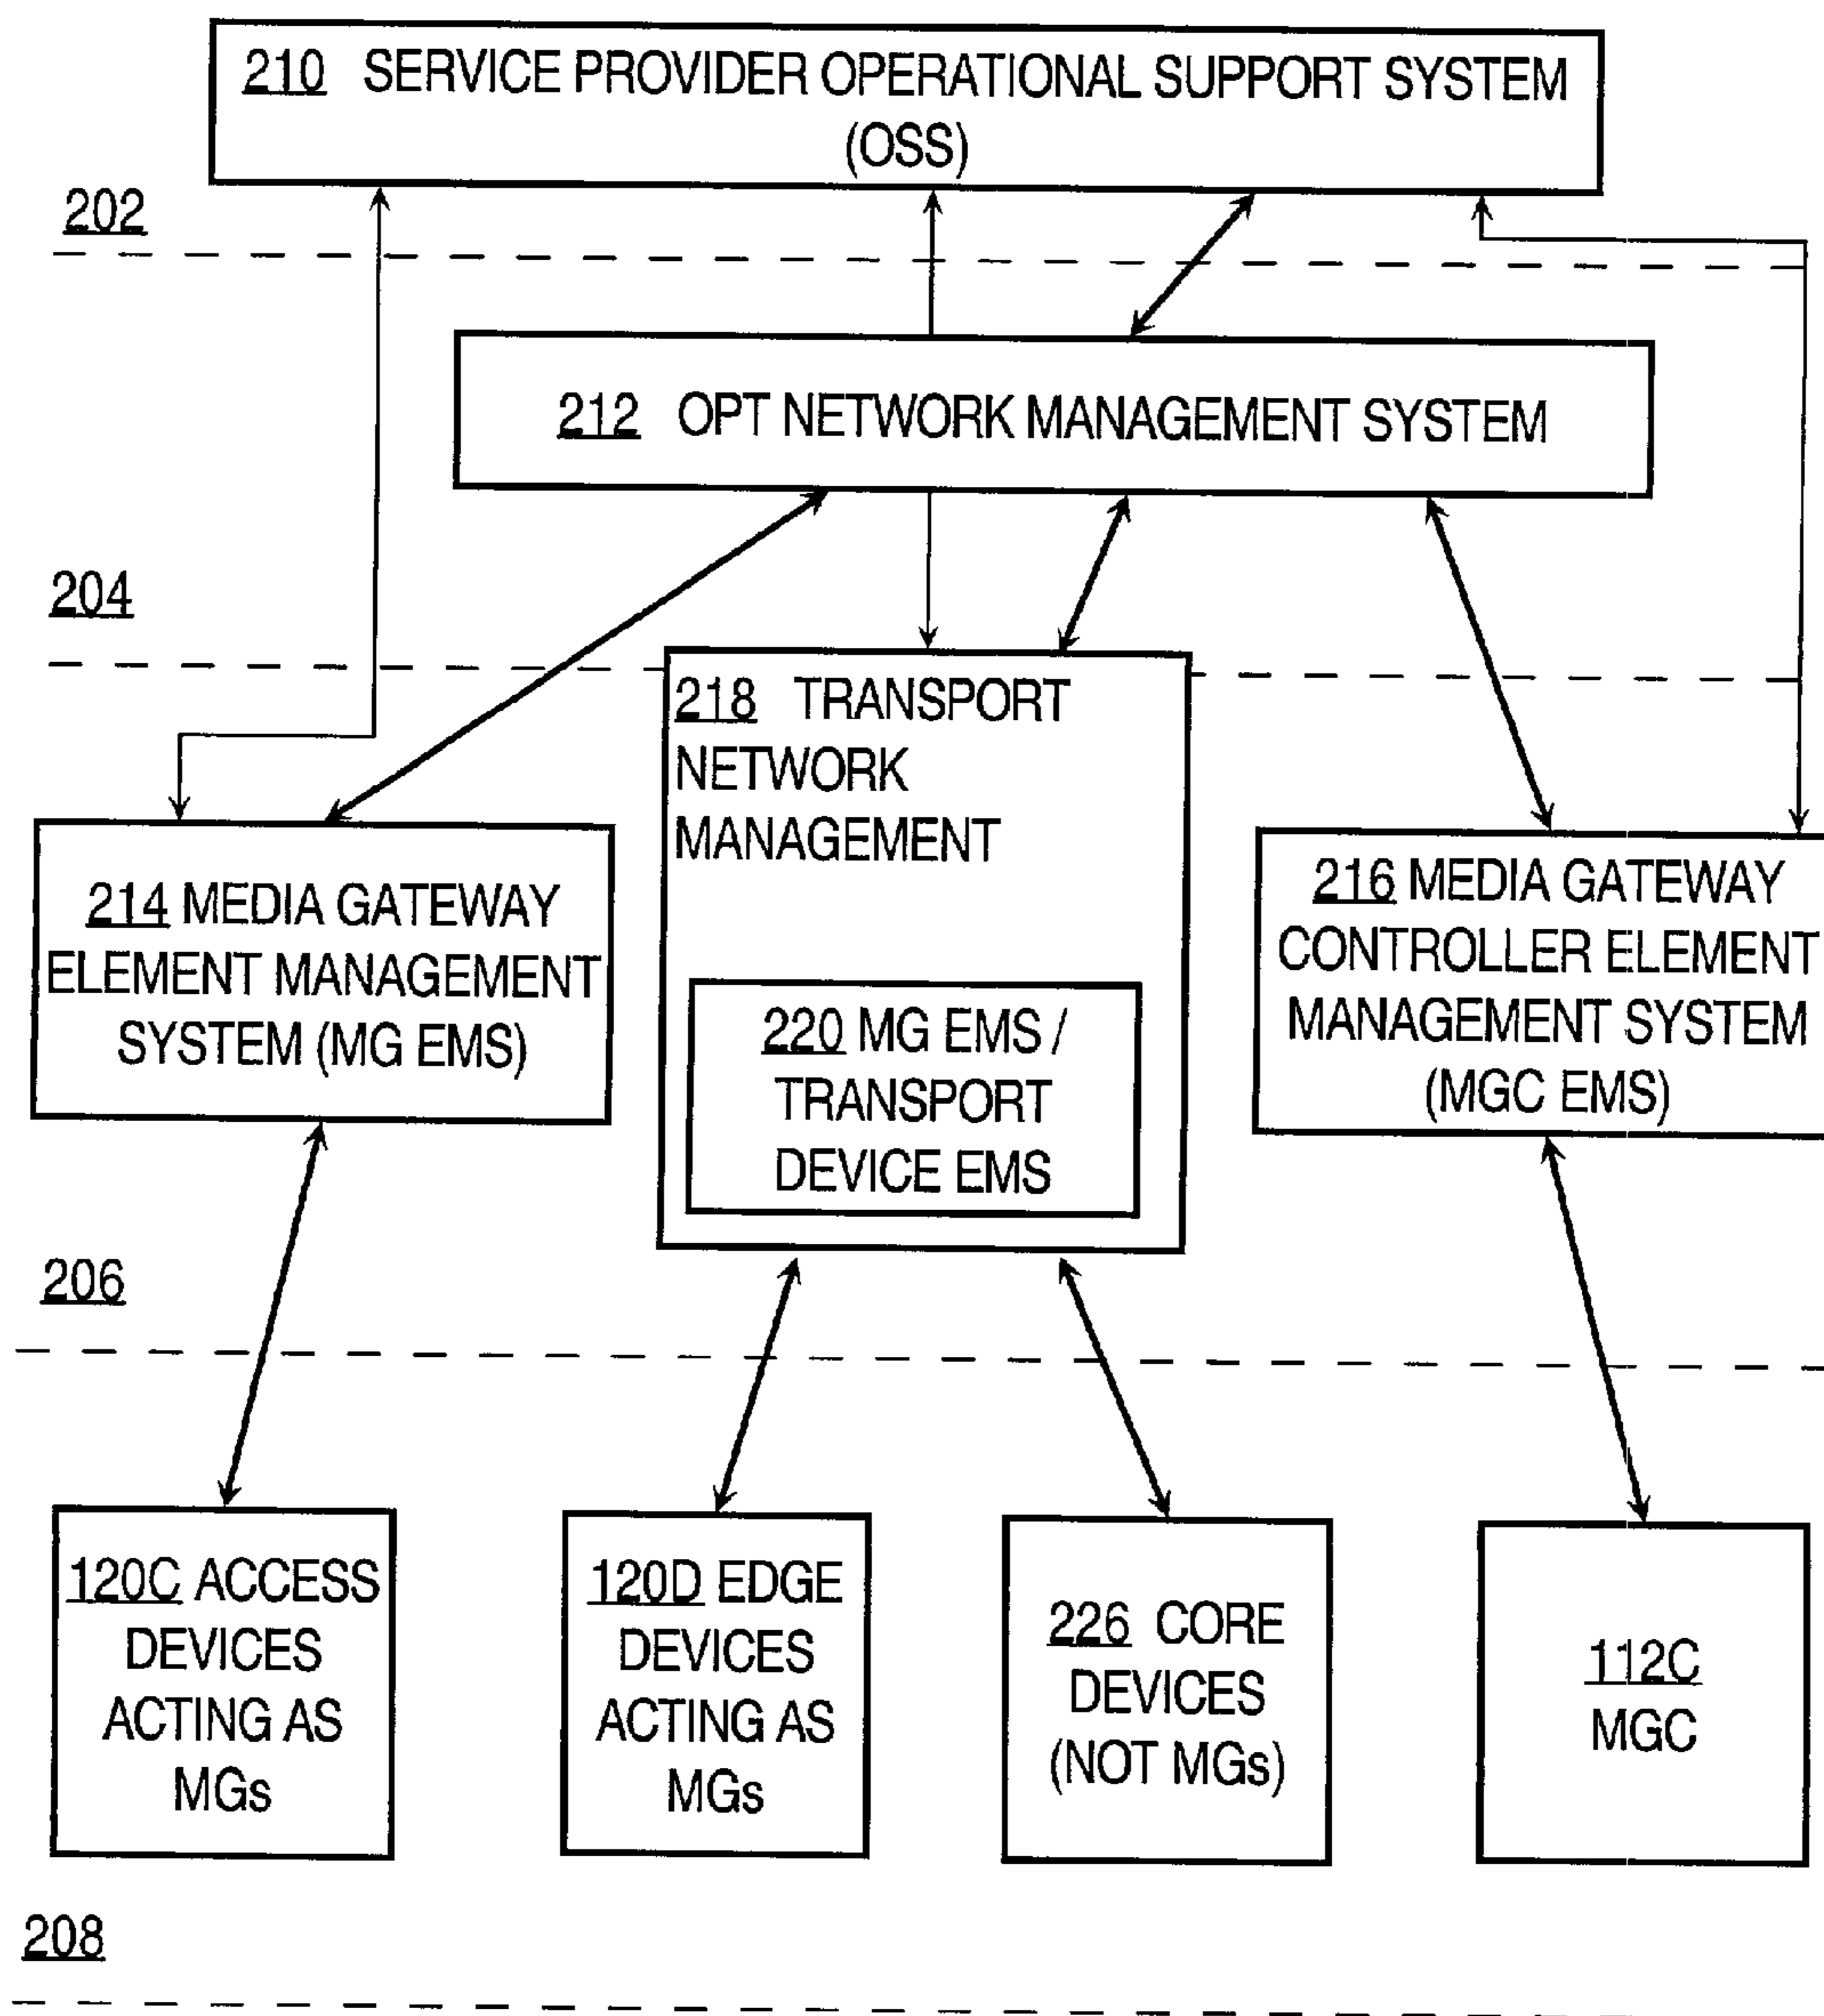 210 SERVICE PROVIDER OPERATIONAL SUPPORT SYSTEM
(OSS)
202
212 OPT NETWORK MANAGEMENT SYSTEM
204
218 TRANSPORT
NETWORK
MANAGEMENT
214 MEDIA GATEWAY
ELEMENT MANAGEMENT
SYSTEM (MG EMS)
220 MG EMS /
TRANSPORT
DEVICE EMS
216 MEDIA GATEWAY
CONTROLLER ELEMENT
MANAGEMENT SYSTEM
(MGC EMS)
206
120C ACCESS
DEVICES
ACTING AS
MGs
120D EDGE
DEVICES
ACTING AS
MGs
226 CORE
DEVICES
(NOT MGs)
112C
MGC
208